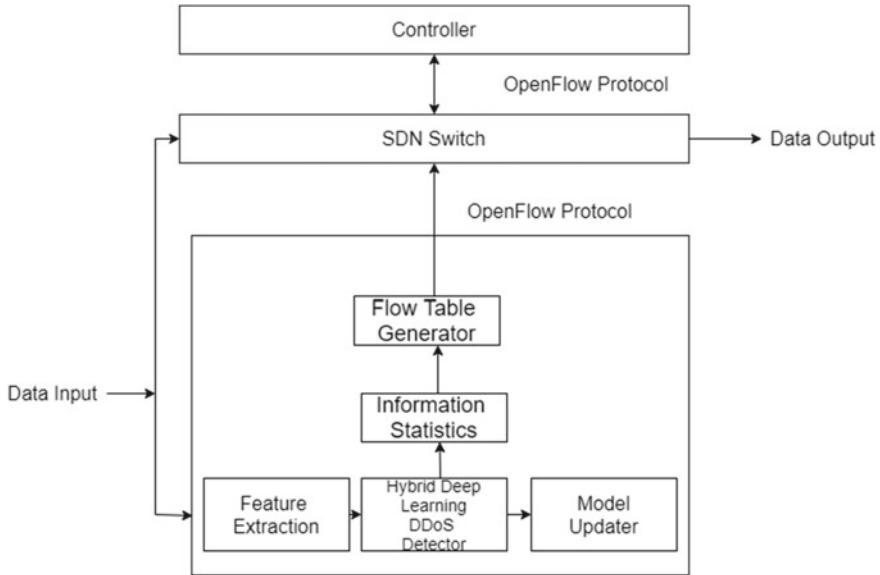 Controller
OpenFlow Protocol
SDN Switch
Data Output
OpenFlow Protocol
Flow Table
Generator
Data Input
Information
Statistics
Feature
Extraction
Hybrid Deep
Learning
DDoS
Detector
Model
Updater